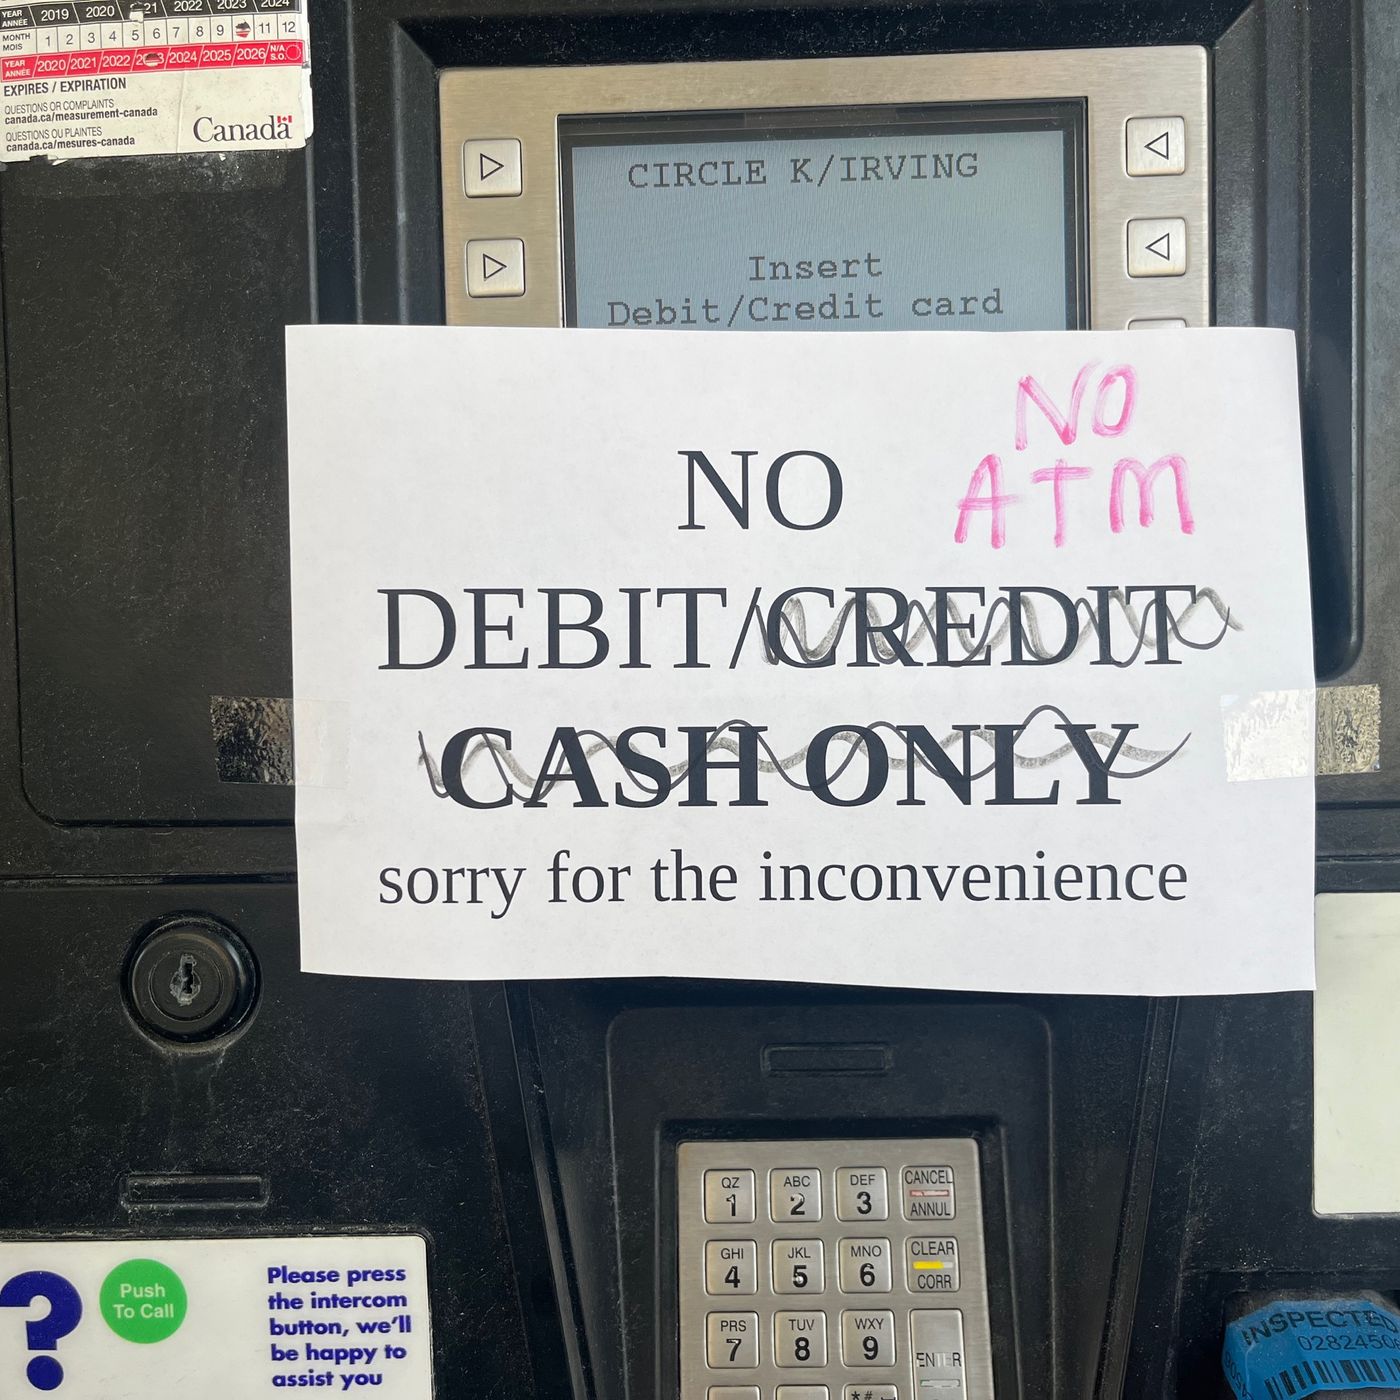 YEAR ANNÉE 2019 2020 2021 2022 2023 2024
MONTH MOIS 1 2 3 4 5 6 7 8 9 11 12
YEAR ANNÉE 2020 2021 2022 2023 2024 2025 2026 N/A S.O.
EXPIRES / EXPIRATION
QUESTIONS OR COMPLAINTS
canada.ca/measurement-canada
QUESTIONS OU PLAINTES
canada.ca/mesures-canada
Canada
CIRCLE K/IRVING
Insert
Debit/Credit card
NO
ATM
NO
DEBIT/CREDIT
CASH ONLY
sorry for the inconvenience
QZ ABC DEF CANCEL
1 2 3 ANNUL
GHI JKL MNO CLEAR
4 5 6 CORR
PRS TUV WXY
7 8 9 ENTER
?
Push
To Call
Please press
the intercom
button, we'll
be happy to
assist you
INSPECTED